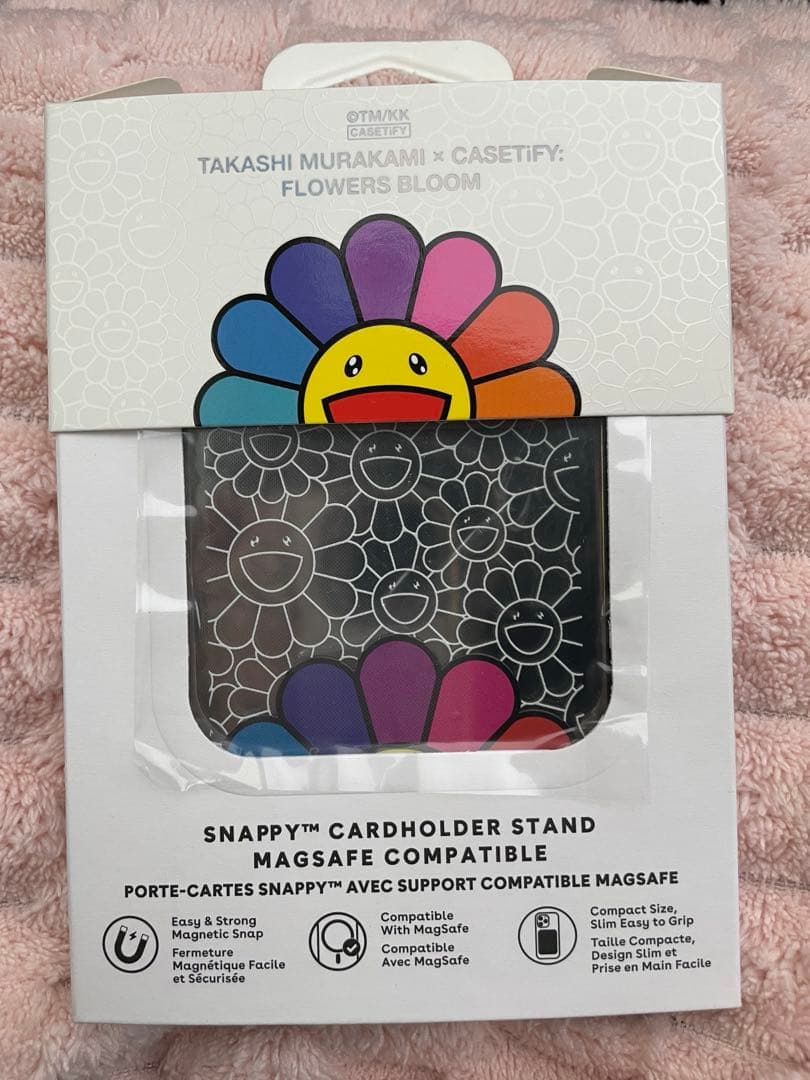 ©TM/KK
CASETiFY
TAKASHI MURAKAMI × CASETiFY:
FLOWERS BLOOM
SNAPPY™ CARDHOLDER STAND
MAGSAFE COMPATIBLE
PORTE-CARTES SNAPPY™ AVEC SUPPORT COMPATIBLE MAGSAFE
Easy & Strong
Magnetic Snap
Fermeture
Magnétique Facile
et Sécurisée
Compatible
With MagSafe
Compatible
Avec MagSafe
Compact Size,
Slim Easy to Grip
Taille Compacte,
Design Slim et
Prise en Main Facile